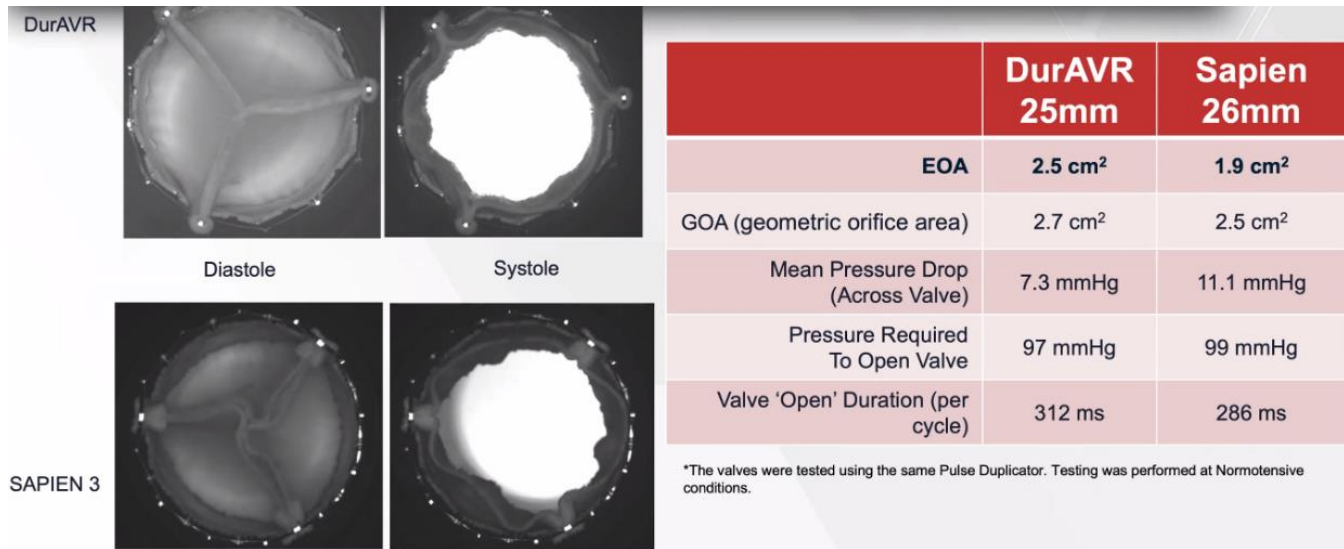 DurAVR
Diastole
Systole
SAPIEN 3
DurAVR 25mm
Sapien 26mm
EOA
2.5 cm²
1.9 cm²
GOA (geometric orifice area)
2.7 cm²
2.5 cm²
Mean Pressure Drop
(Across Valve)
7.3 mmHg
11.1 mmHg
Pressure Required
To Open Valve
97 mmHg
99 mmHg
Valve ‘Open’ Duration (per
cycle)
312 ms
286 ms
*The valves were tested using the same Pulse Duplicator. Testing was performed at Normotensive
conditions.